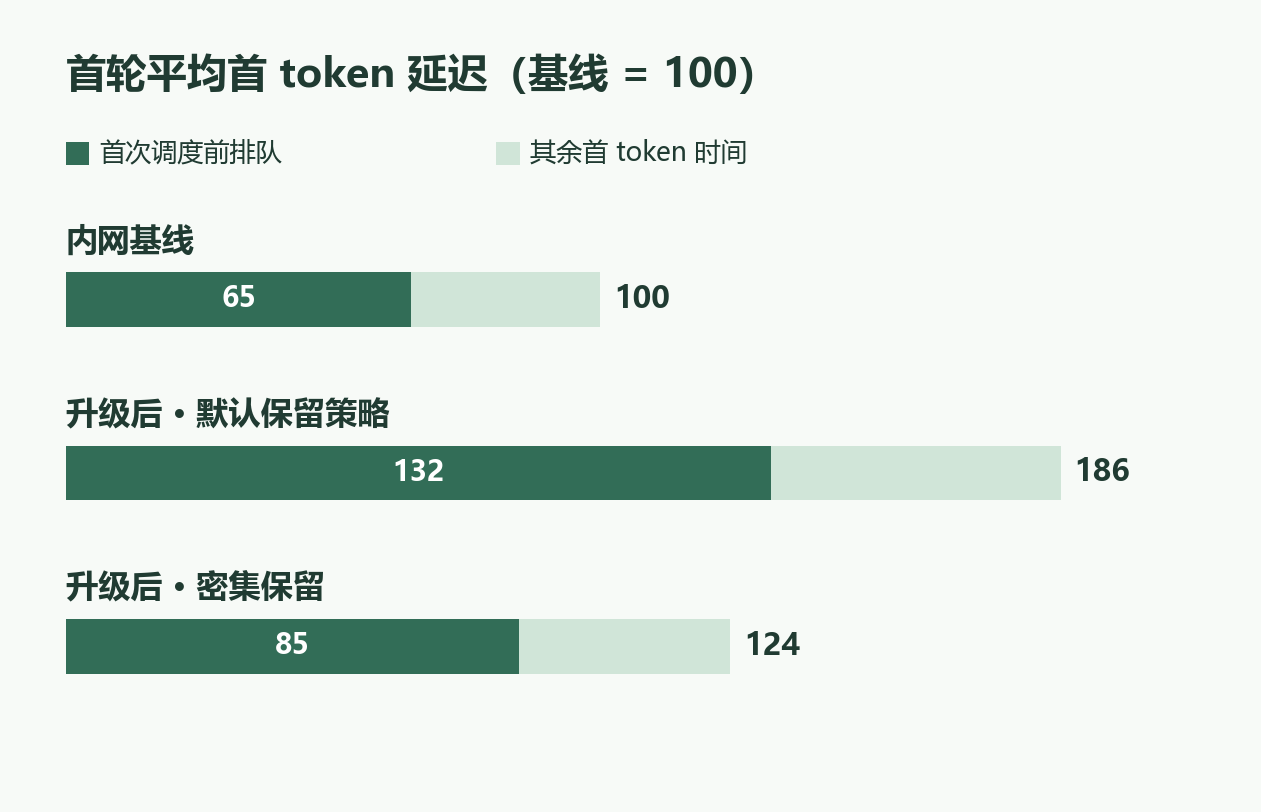 首轮平均首 token 延迟（基线 = 100）
首次调度前排队 其余首 token 时间
内网基线
65 100
升级后·默认保留策略
132 186
升级后·密集保留
85 124